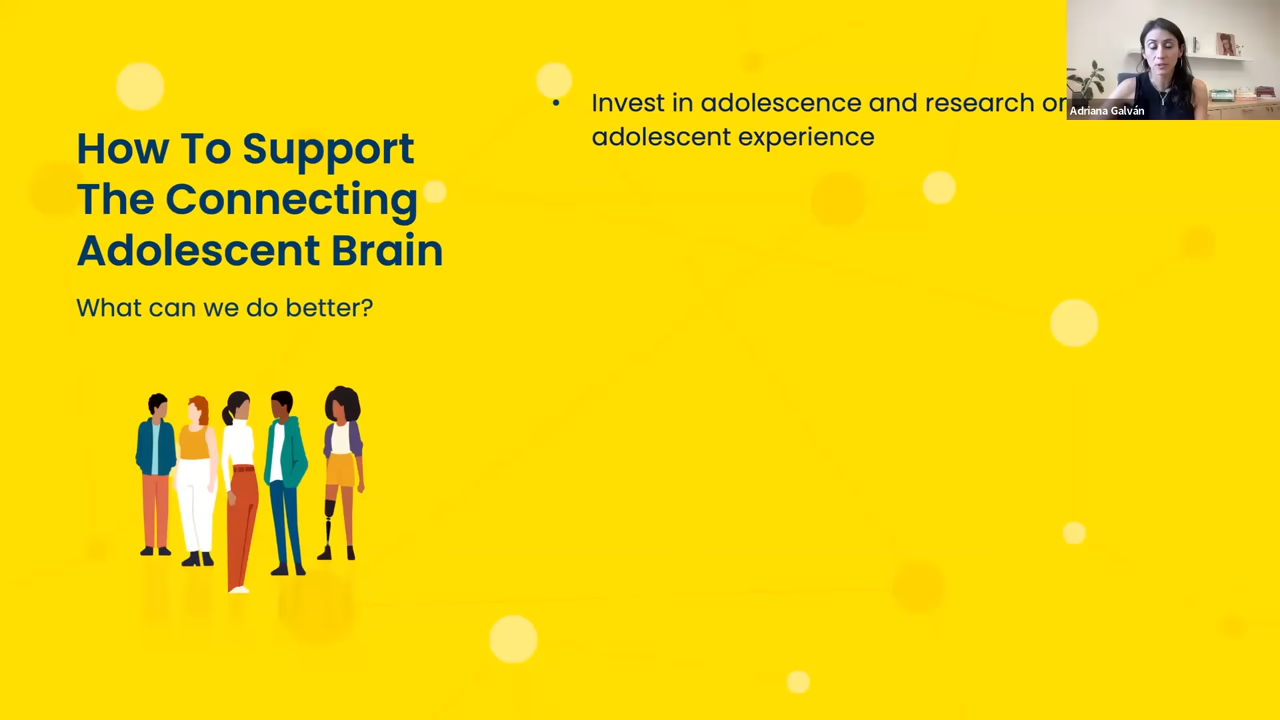 How To Support
The Connecting
Adolescent Brain
What can we do better?
• Invest in adolescence and research
adolescent experience
Adriana Galván